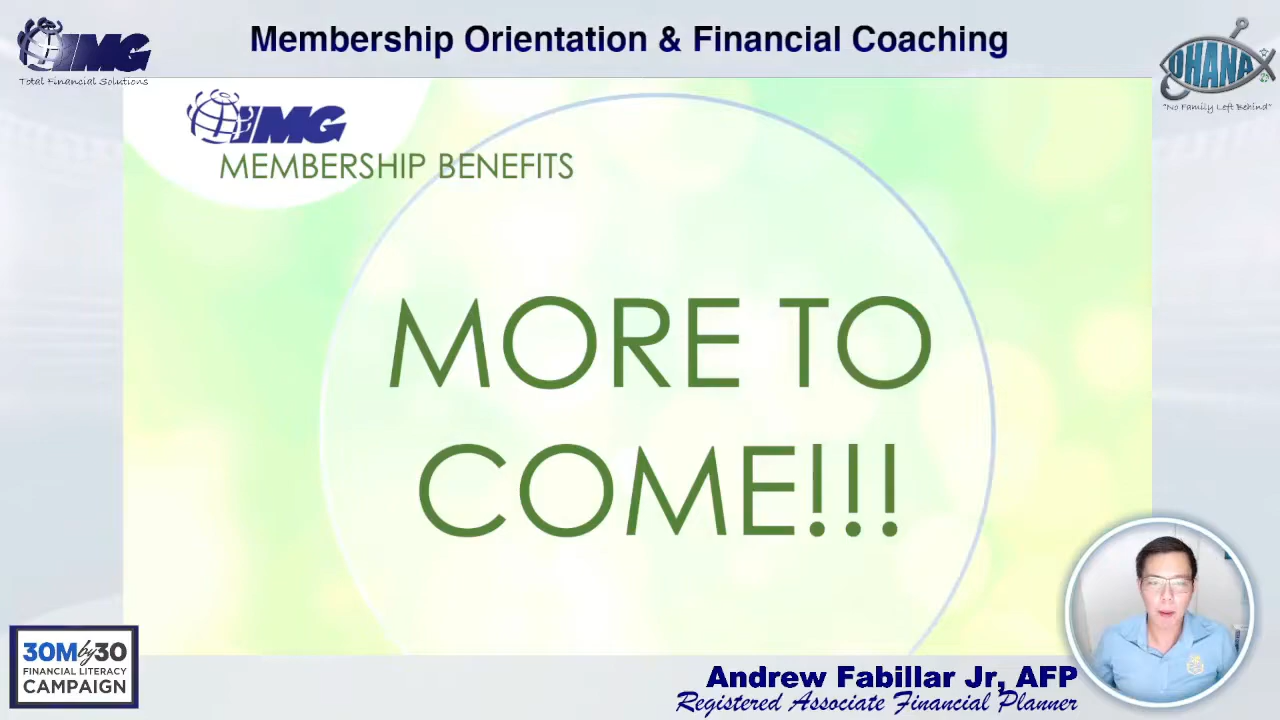 IMG
Total Financial Solutions
Membership Orientation & Financial Coaching
OHANA
"No Family Left Behind"
IMG
MEMBERSHIP BENEFITS
MORE TO
COME!!!
30M by 30
FINANCIAL LITERACY
CAMPAIGN
Andrew Fabillar Jr, AFP
Registered Associate Financial Planner